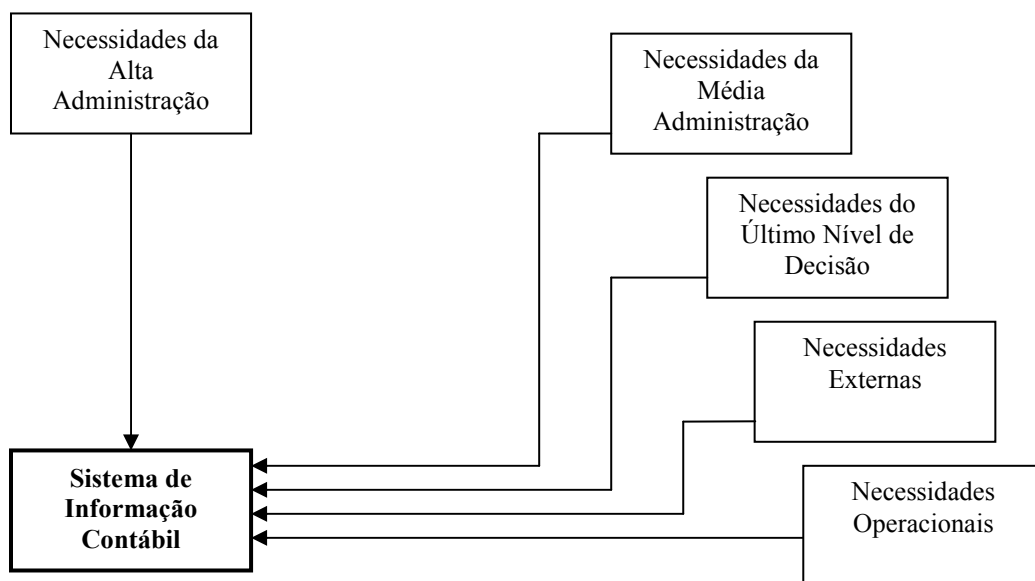 Necessidades da
Alta
Administração
Necessidades da
Média
Administração
Necessidades do
Último Nível de
Decisão
Necessidades
Externas
Necessidades
Operacionais
Sistema de
Informação
Contábil